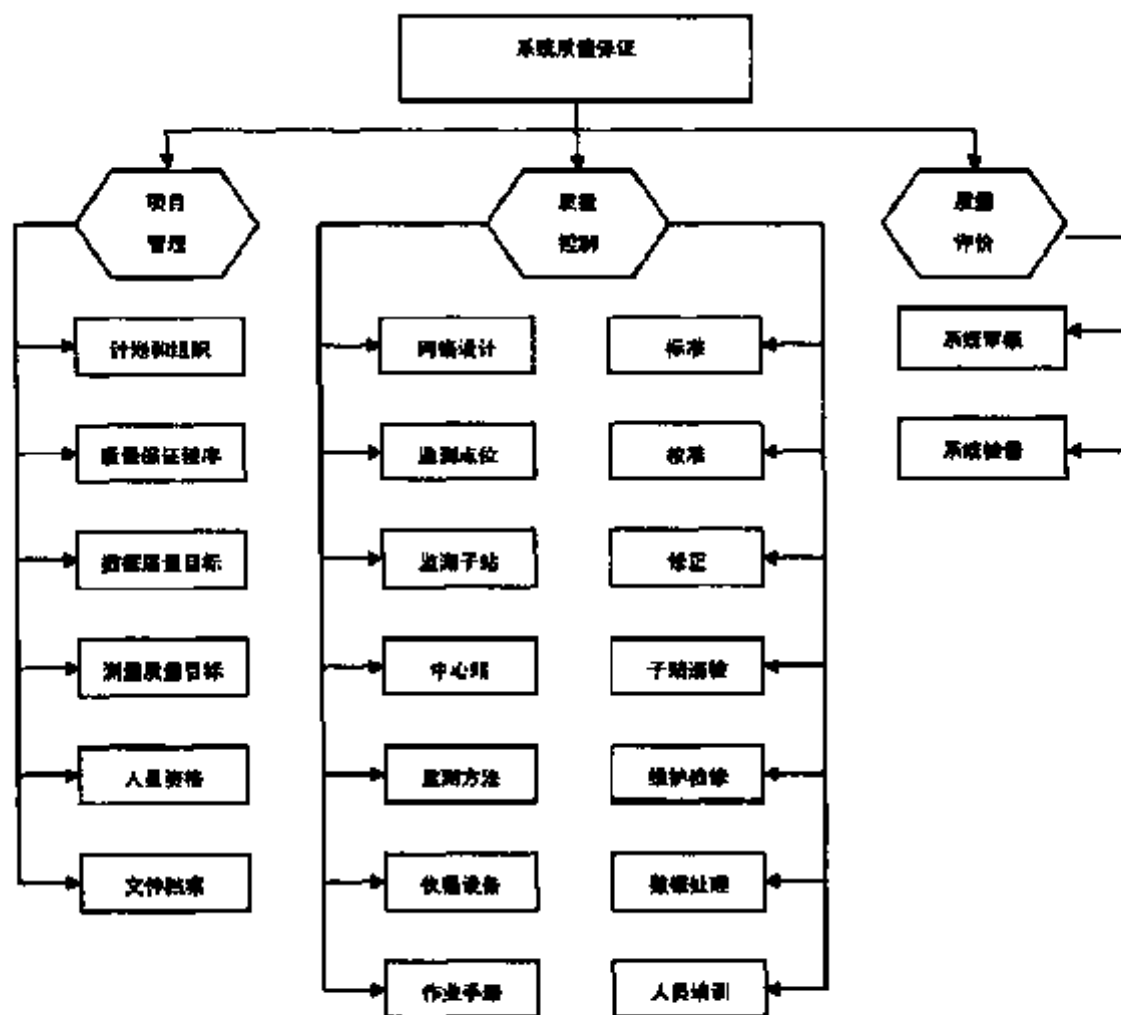 系统质量保证
项目
管理
质量
控制
质量
评价
计划和组织
网络设计
标准
系统审核
质量保证程序
监测点位
校准
系统检查
数据质量目标
监测子站
修正
测量质量目标
中心站
子站巡检
人员资格
监测方法
维护检修
文件档案
仪器设备
数据处理
作业手册
人员培训